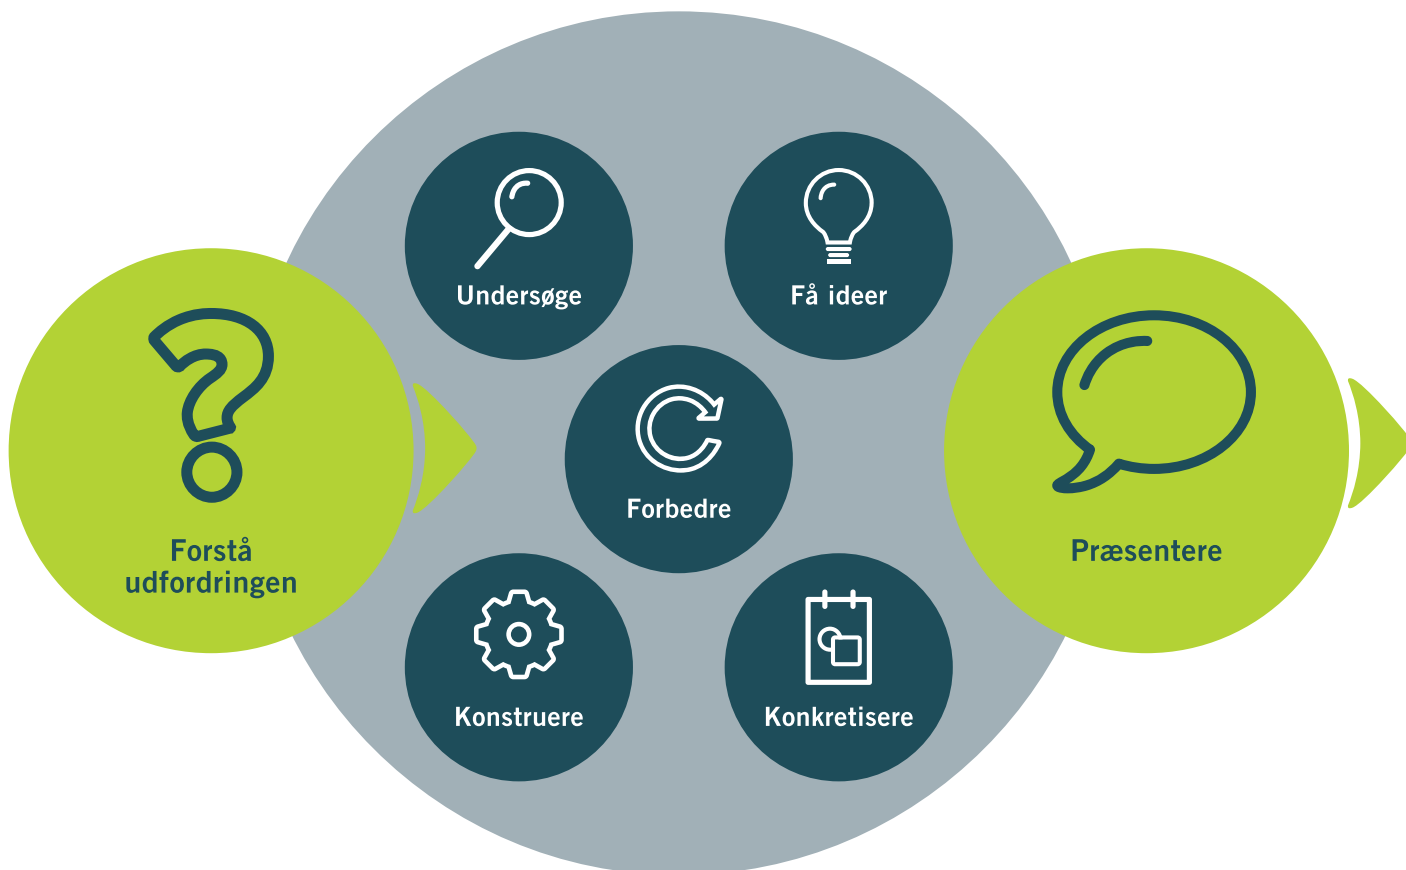 Forstå
udfordringen
Undersøge
Få ideer
Forbedre
Konstruere
Konkretisere
Præsentere